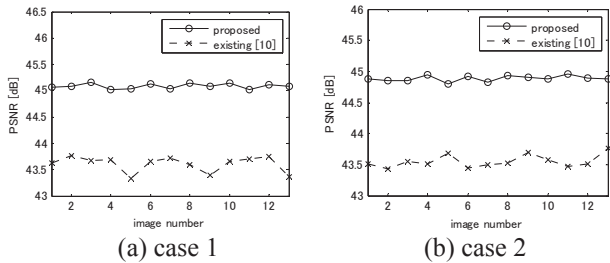 46.5
46
45.5
45
44.5
44
43.5
43
PSNR [dB]
proposed
existing [10]
2 4 6 8 10 12
image number
(a) case 1
46
45.5
45
44.5
44
43.5
43
PSNR [dB]
proposed
existing [10]
2 4 6 8 10 12
image number
(b) case 2